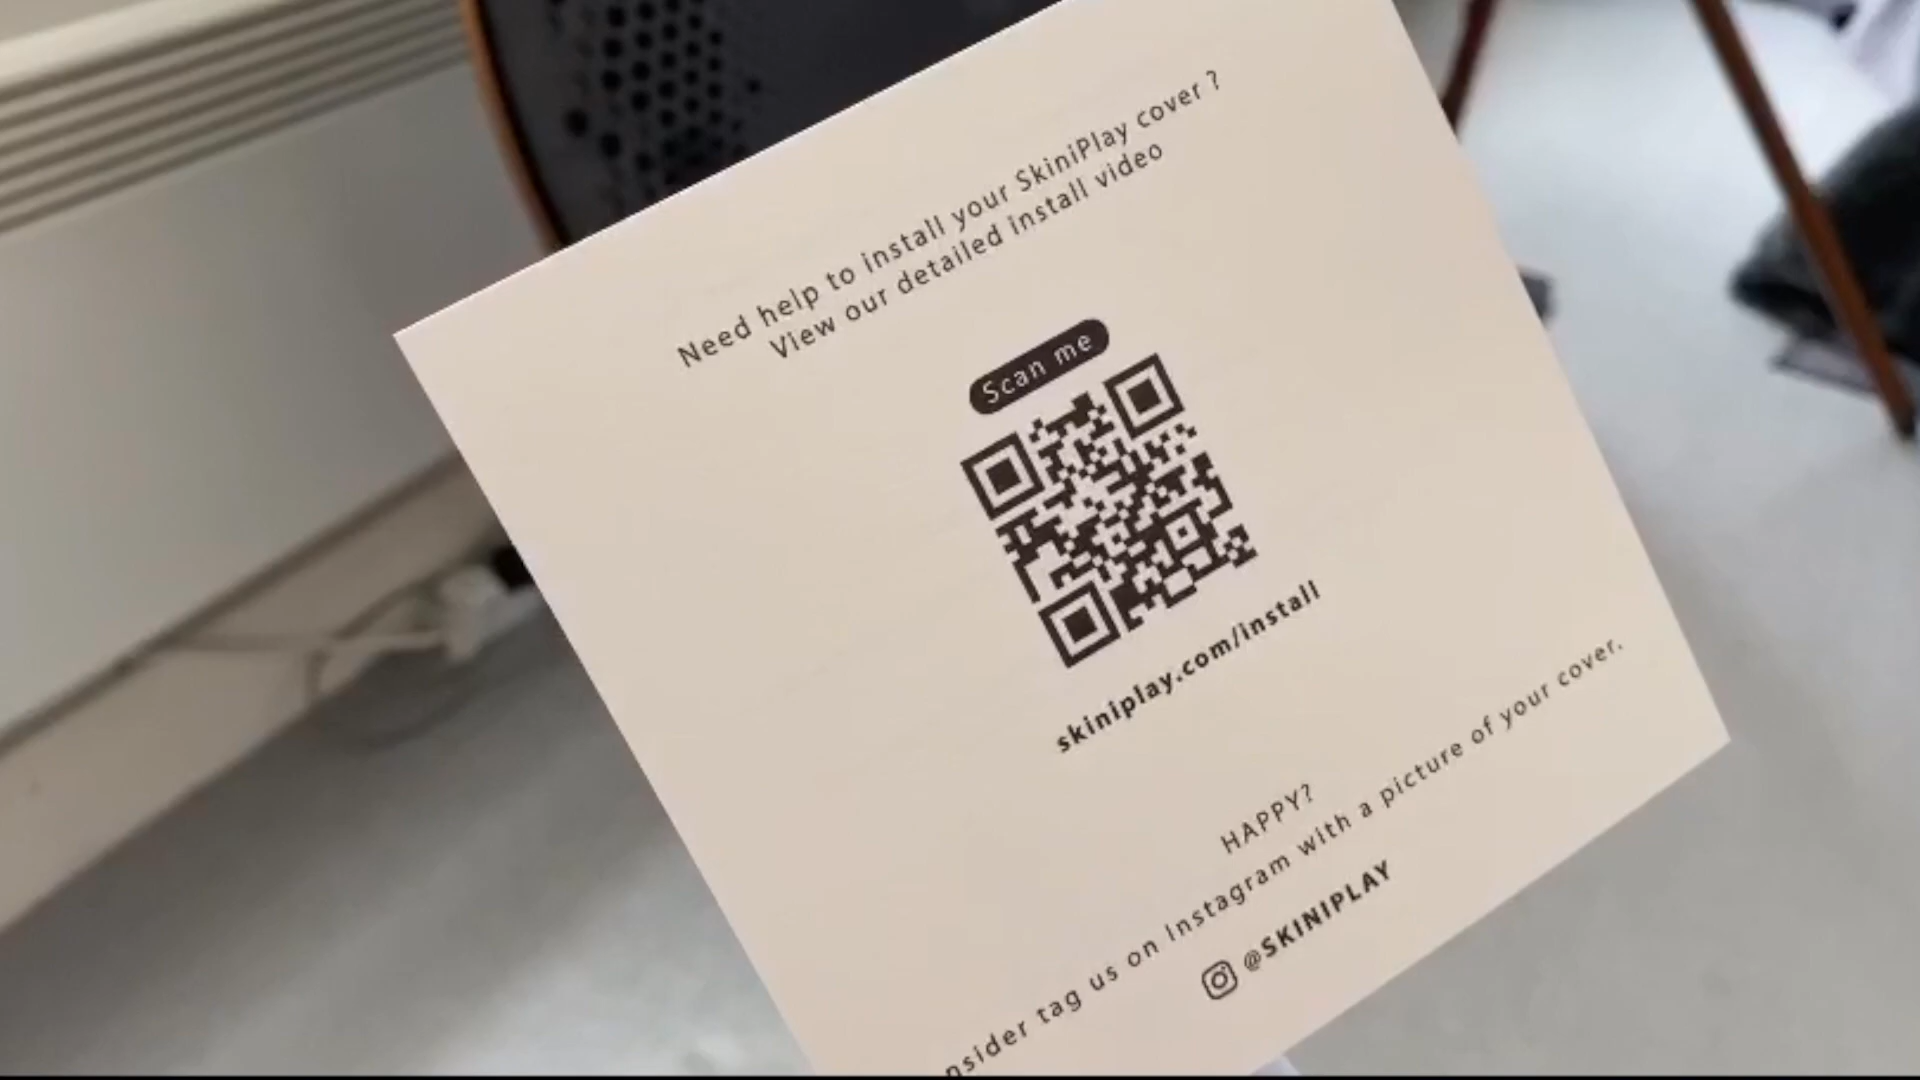 Need help to install your SkiniPlay cover ?
View our detailed install video
Scan me
skiniplay.com/install
HAPPY?
tag us on Instagram with a picture of your cover.
@SKINIPLAY